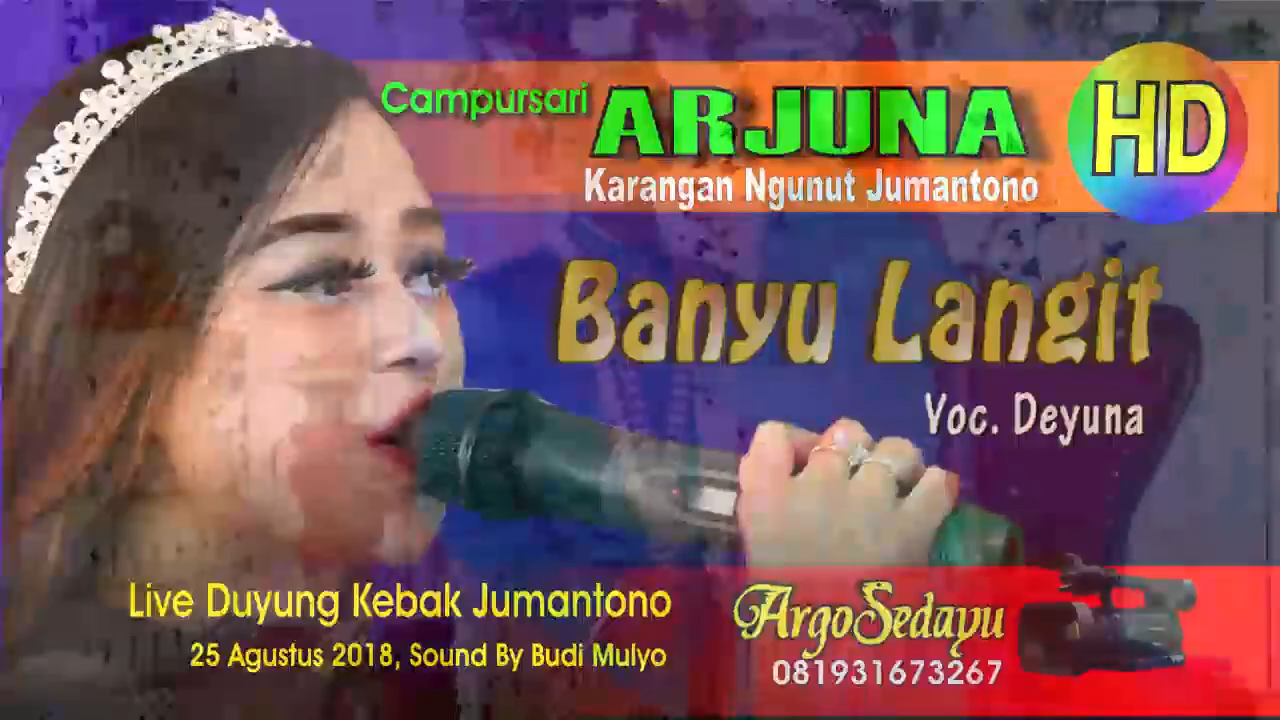 Campursari ARJUNA HD
Karangan Ngunut Jumantono
Banyu Langit
Voc. Deyuna
Live Duyung Kebak Jumantono
25 Agustus 2018, Sound By Budi Mulyo
ArgoSedayu
081931673267